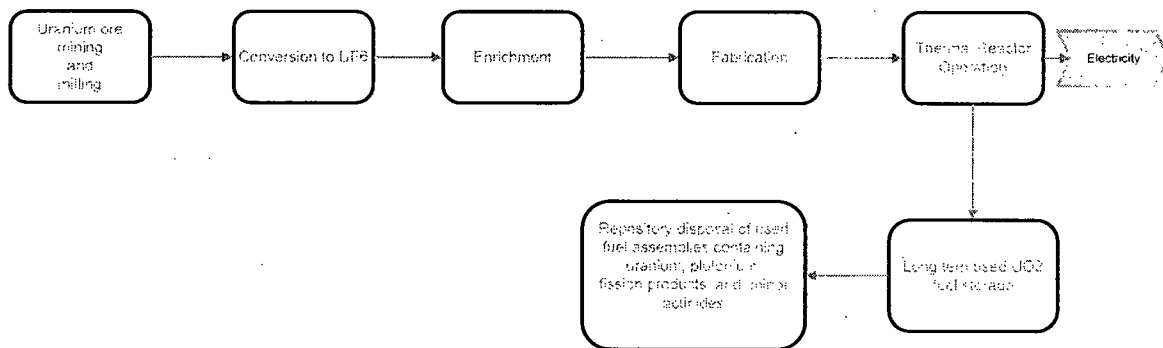 Uranium ore
mining
and
milling
Conversion to UF6
Enrichment
Fabrication
Thermal Reactor
Operation
Electricity
Repository disposal of used
fuel assemblies containing
uranium, plutonium
fission products, and minor
actinides
Long term used UO2
fuel storage